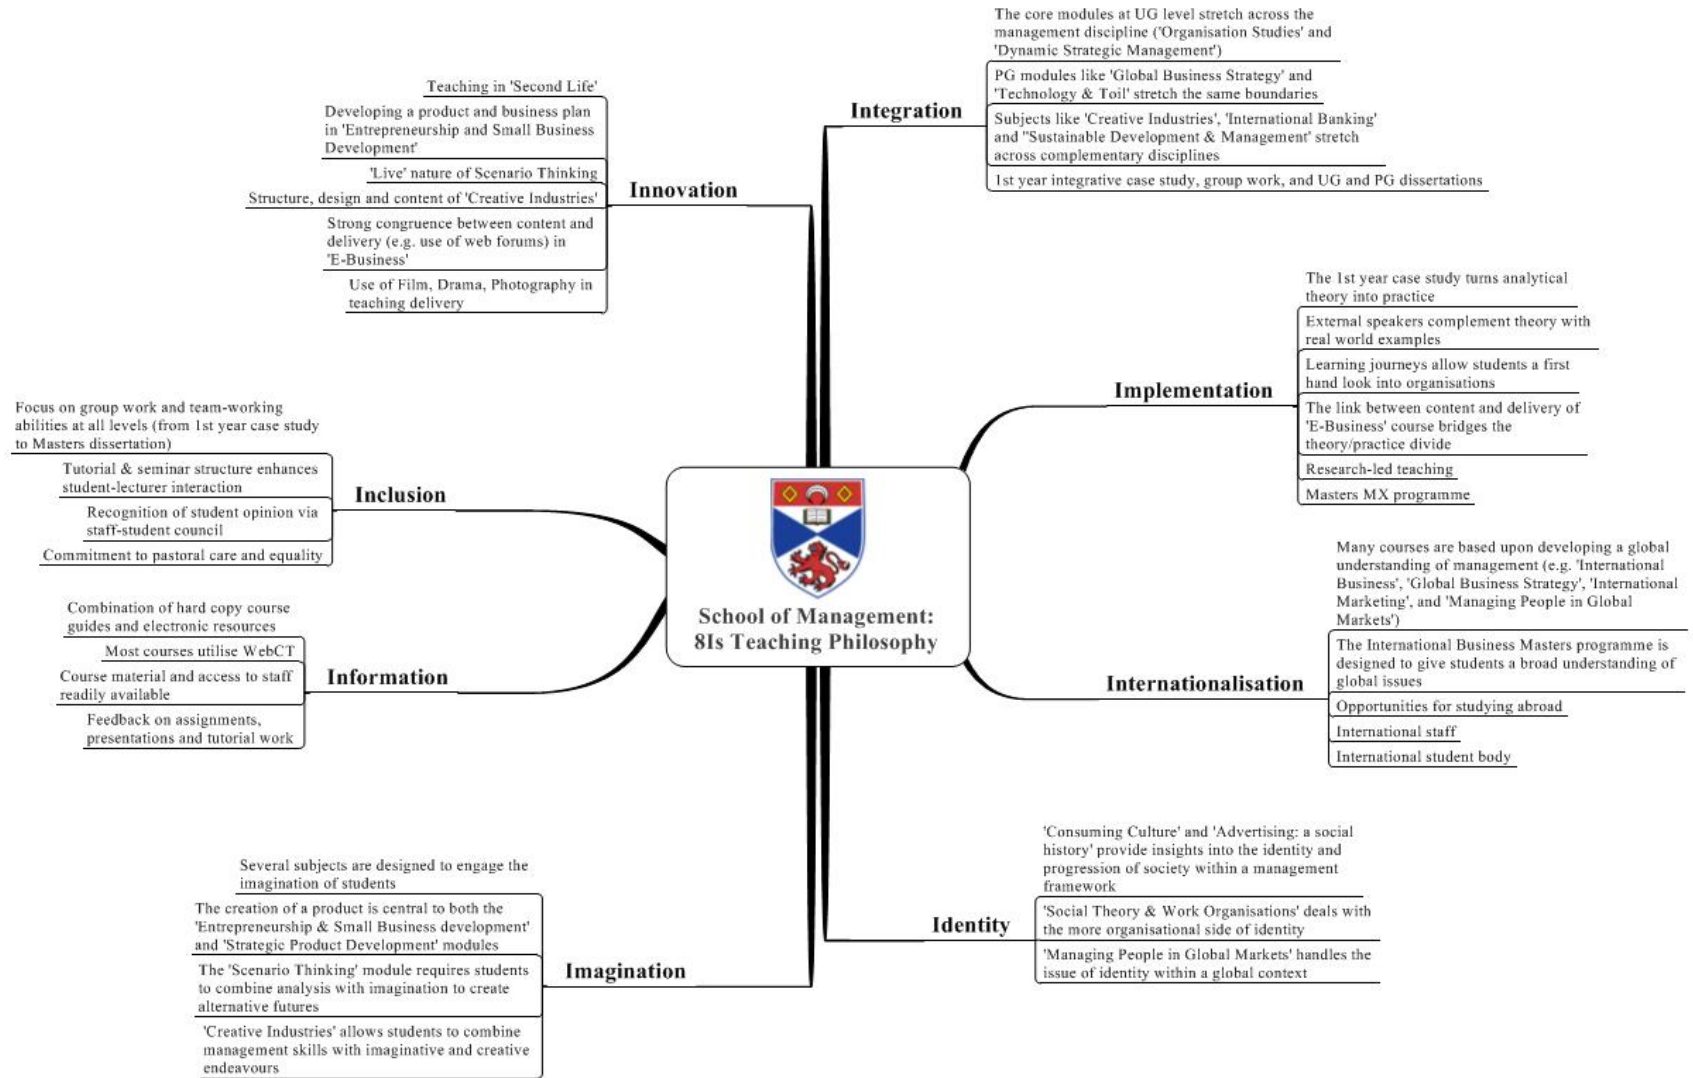 School of Management:
8Is Teaching Philosophy
Integration
The core modules at UG level stretch across the
management discipline ('Organisation Studies' and
'Dynamic Strategic Management')
PG modules like 'Global Business Strategy' and
'Technology & Toil' stretch the same boundaries
Subjects like 'Creative Industries', 'International Banking'
and "Sustainable Development & Management' stretch
across complementary disciplines
1st year integrative case study, group work, and UG and PG dissertations
Implementation
The 1st year case study turns analytical
theory into practice
External speakers complement theory with
real world examples
Learning journeys allow students a first
hand look into organisations
The link between content and delivery of
'E-Business' course bridges the
theory/practice divide
Research-led teaching
Masters MX programme
Internationalisation
Many courses are based upon developing a global
understanding of management (e.g. 'International
Business', 'Global Business Strategy', 'International
Marketing', and 'Managing People in Global
Markets')
The International Business Masters programme is
designed to give students a broad understanding of
global issues
Opportunities for studying abroad
International staff
International student body
Identity
'Consuming Culture' and 'Advertising: a social
history' provide insights into the identity and
progression of society within a management
framework
'Social Theory & Work Organisations' deals with
the more organisational side of identity
'Managing People in Global Markets' handles the
issue of identity within a global context
Imagination
Several subjects are designed to engage the
imagination of students
The creation of a product is central to both the
'Entrepreneurship & Small Business development'
and 'Strategic Product Development' modules
The 'Scenario Thinking' module requires students
to combine analysis with imagination to create
alternative futures
'Creative Industries' allows students to combine
management skills with imaginative and creative
endeavours
Information
Combination of hard copy course
guides and electronic resources
Most courses utilise WebCT
Course material and access to staff
readily available
Feedback on assignments,
presentations and tutorial work
Inclusion
Focus on group work and team-working
abilities at all levels (from 1st year case study
to Masters dissertation)
Tutorial & seminar structure enhances
student-lecturer interaction
Recognition of student opinion via
staff-student council
Commitment to pastoral care and equality
Innovation
Teaching in 'Second Life'
Developing a product and business plan
in 'Entrepreneurship and Small Business
Development'
'Live' nature of Scenario Thinking
Structure, design and content of 'Creative Industries'
Strong congruence between content and
delivery (e.g. use of web forums) in
'E-Business'
Use of Film, Drama, Photography in
teaching delivery